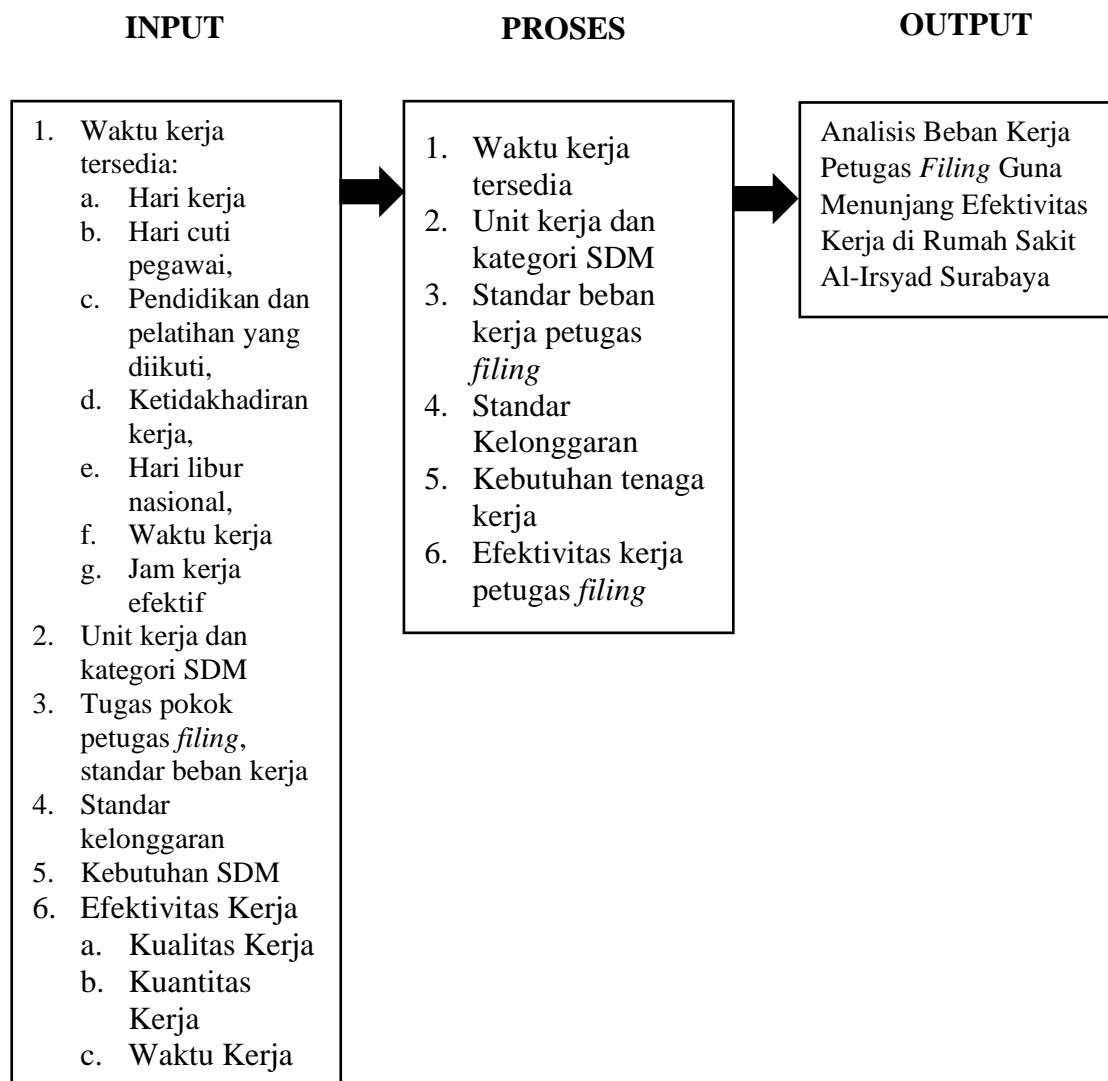 INPUT
PROSES
OUTPUT
1. Waktu kerja
tersedia:
a. Hari kerja
b. Hari cuti
pegawai,
c. Pendidikan dan
pelatihan yang
diikuti,
d. Ketidakhadiran
kerja,
e. Hari libur
nasional,
f. Waktu kerja
g. Jam kerja
efektif
2. Unit kerja dan
kategori SDM
3. Tugas pokok
petugas filing,
standar beban kerja
4. Standar
kelonggaran
5. Kebutuhan SDM
6. Efektivitas Kerja
a. Kualitas Kerja
b. Kuantitas
Kerja
c. Waktu Kerja
1. Waktu kerja
tersedia
2. Unit kerja dan
kategori SDM
3. Standar beban
kerja petugas
filing
4. Standar
Kelonggaran
5. Kebutuhan tenaga
kerja
6. Efektivitas kerja
petugas filing
Analisis Beban Kerja
Petugas Filing Guna
Menunjang Efektivitas
Kerja di Rumah Sakit
Al-Irsyad Surabaya